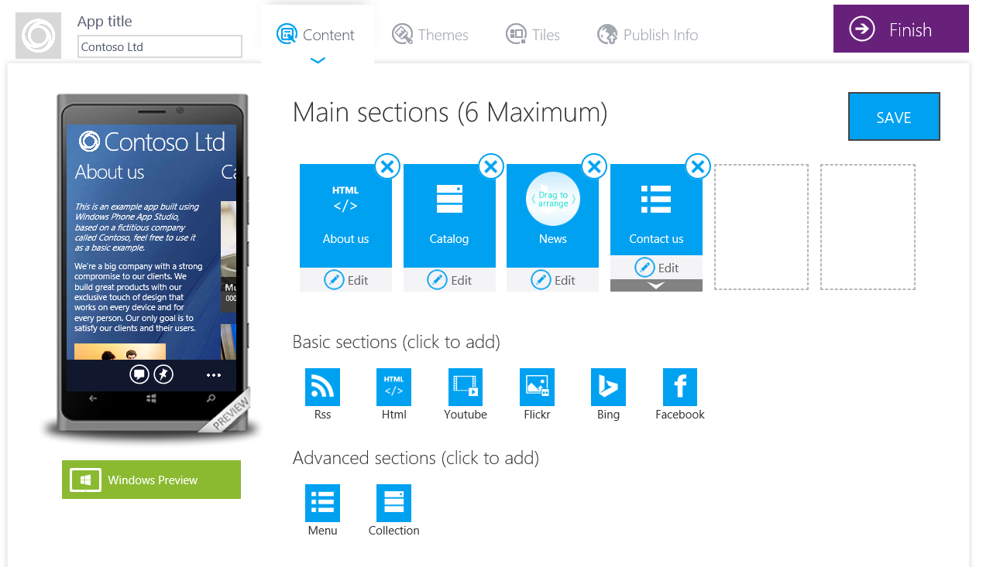 App title
Contoso Ltd
Content
Themes
Tiles
Publish Info
Finish
Contoso Ltd
About us
This is an example app built using
Windows Phone App Studio,
based on a fictitious company
called Contoso, feel free to use it
as a basic example.
We're a big company with a strong
compromise to our clients. We
build great products with our
exclusive touch of design that
works on every device and for
every person. Our only goal is to
satisfy our clients and their users.
Ca
Mu
000
PREVIEW
Windows Preview
Main sections (6 Maximum)
SAVE
HTML
</>
About us
Edit
Catalog
Edit
Drag to
arrange
News
Edit
Contact us
Edit
Basic sections (click to add)
Rss
HTML
</>
Html
Youtube
Flickr
Bing
Facebook
Advanced sections (click to add)
Menu
Collection